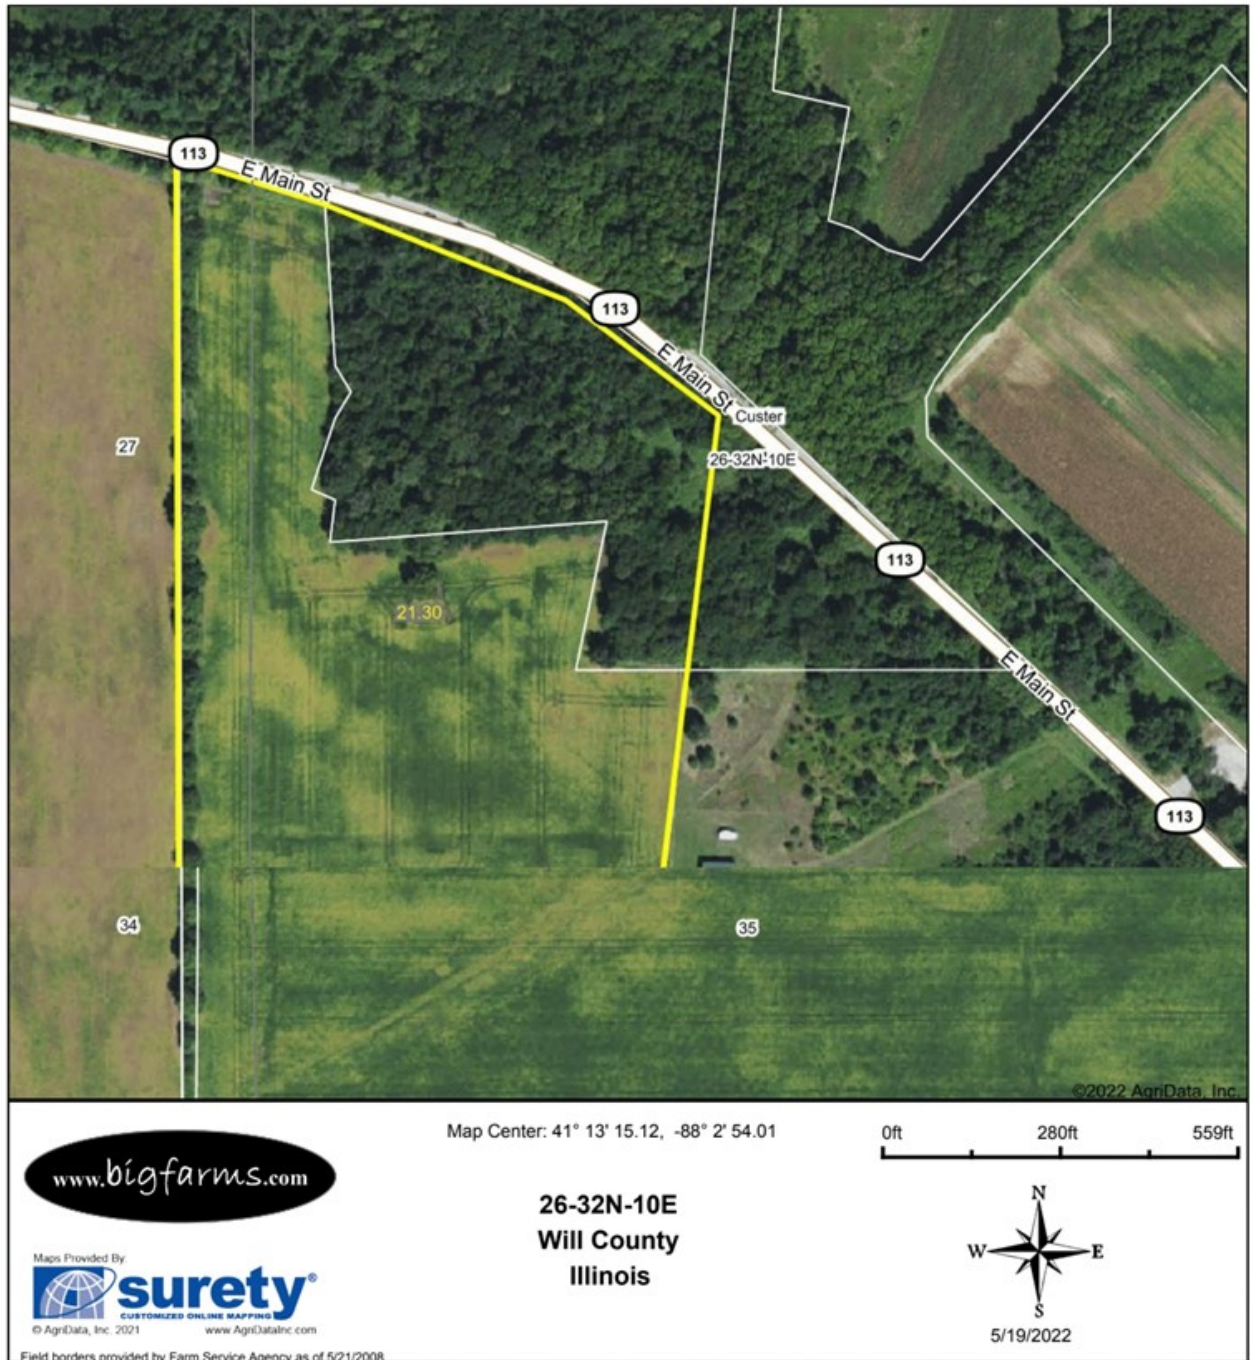 113
E Main St
113
E Main St
Custer
27
26-32N-10E
113
21.30
E Main St
113
34
35
©2022 AgriData, Inc.
Map Center: 41° 13' 15.12, -88° 2' 54.01
0ft 280ft 559ft
www.bigfarms.com
26-32N-10E
Will County
Illinois
N
W E
S
Maps Provided By:
surety®
CUSTOMIZED ONLINE MAPPING
© AgriData, Inc. 2021 www.AgriDataInc.com
5/19/2022
Field borders provided by Farm Service Agency as of 5/21/2008.